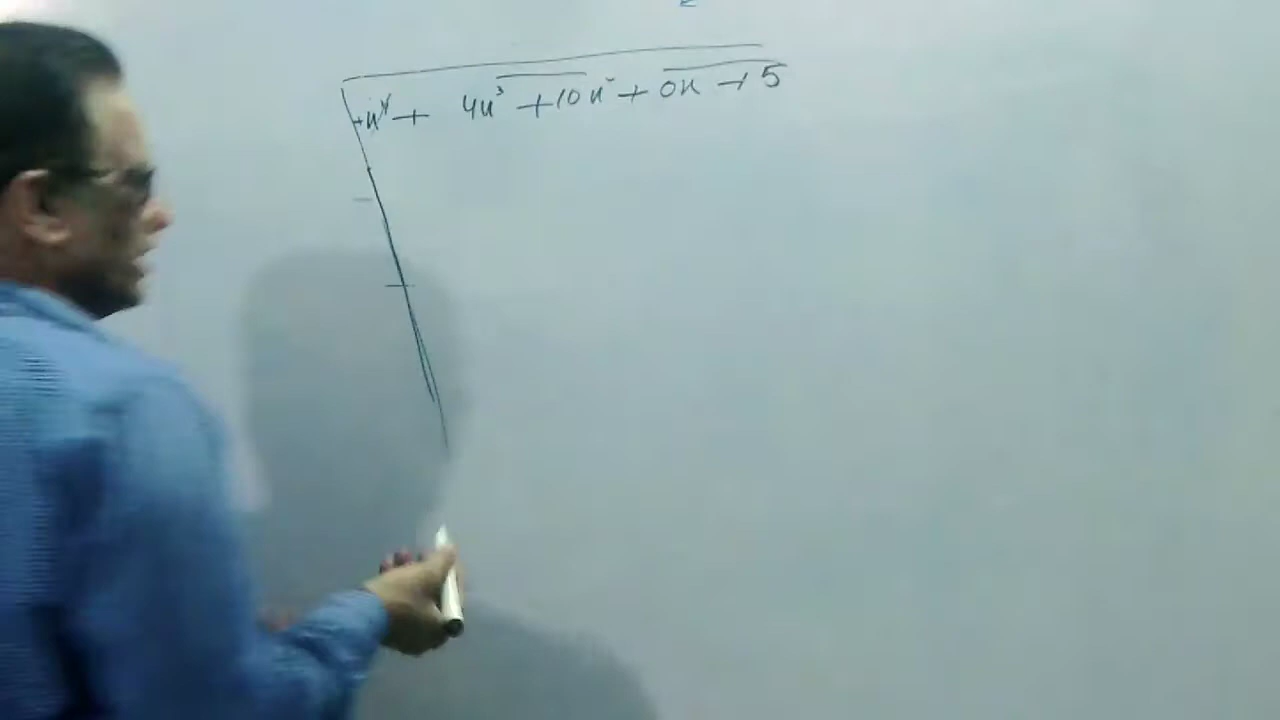 +x⁴ + 4x³ + 10x² + 0x + 5